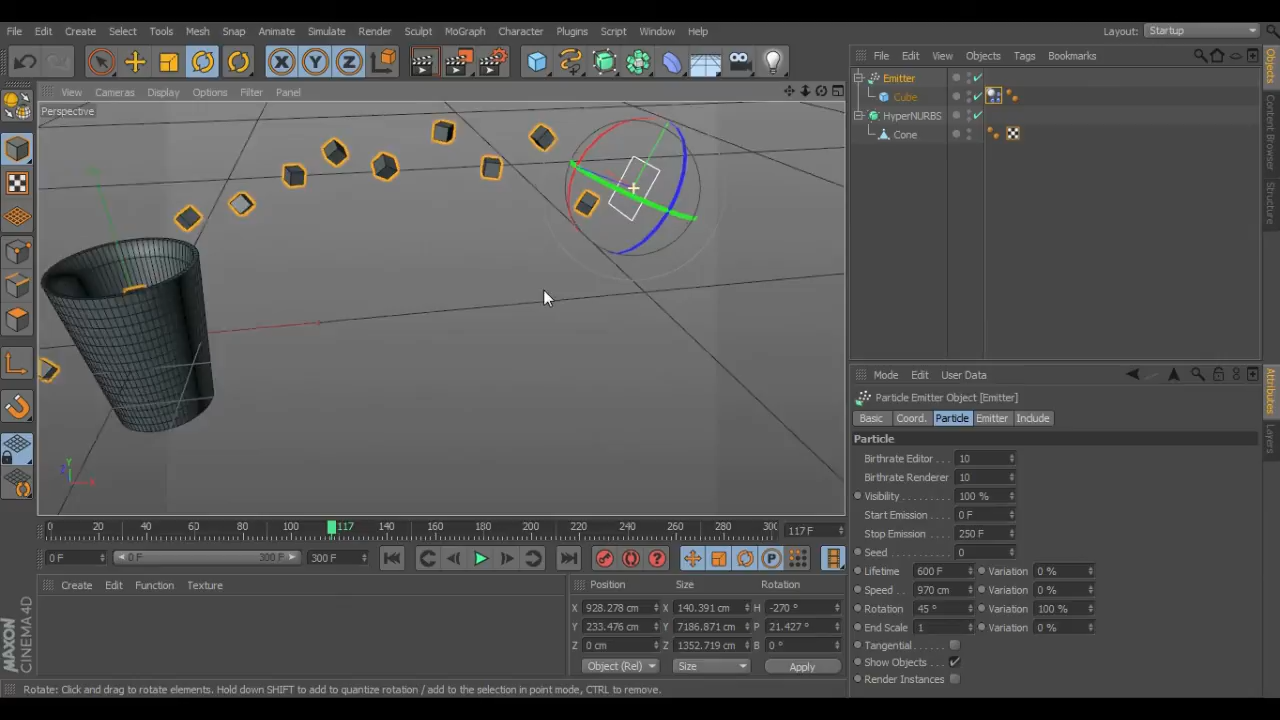 File Edit Create Select Tools Mesh Snap Animate Simulate Render Sculpt MoGraph Character Plugins Script Window Help
Layout: Startup
File Edit View Objects Tags Bookmarks
Emitter
Cube
HyperNURBS
Cone
Objects
Content Browser
Structure
View Cameras Display Options Filter Panel
Perspective
Mode Edit User Data
Particle Emitter Object [Emitter]
Basic Coord. Particle Emitter Include
Particle
Birthrate Editor . . . 10
Birthrate Renderer 10
Visibility . . . . . . . . 100 %
Start Emission . . . 0 F
Stop Emission . . . 250 F
Seed . . . . . . . . . . . 0
Lifetime 600 F Variation 0 %
Speed . . 970 cm Variation 0 %
Rotation 45 ° Variation 100 %
End Scale 1 Variation 0 %
Tangential . . . . . .
Show Objects . .
Render Instances
Attributes
Layers
Y
Z
X
0 20 40 60 80 100 117 140 160 180 200 220 240 260 280 300 117 F
0 F 0 F 300 F 300 F
Create Edit Function Texture
Position Size Rotation
X 928.278 cm X 140.391 cm H -270 °
Y 233.476 cm Y 7186.871 cm P 21.427 °
Z 0 cm Z 1352.719 cm B 0 °
Object (Rel) Size Apply
MAXON
CINEMA4D
Rotate: Click and drag to rotate elements. Hold down SHIFT to add to quantize rotation / add to the selection in point mode, CTRL to remove.